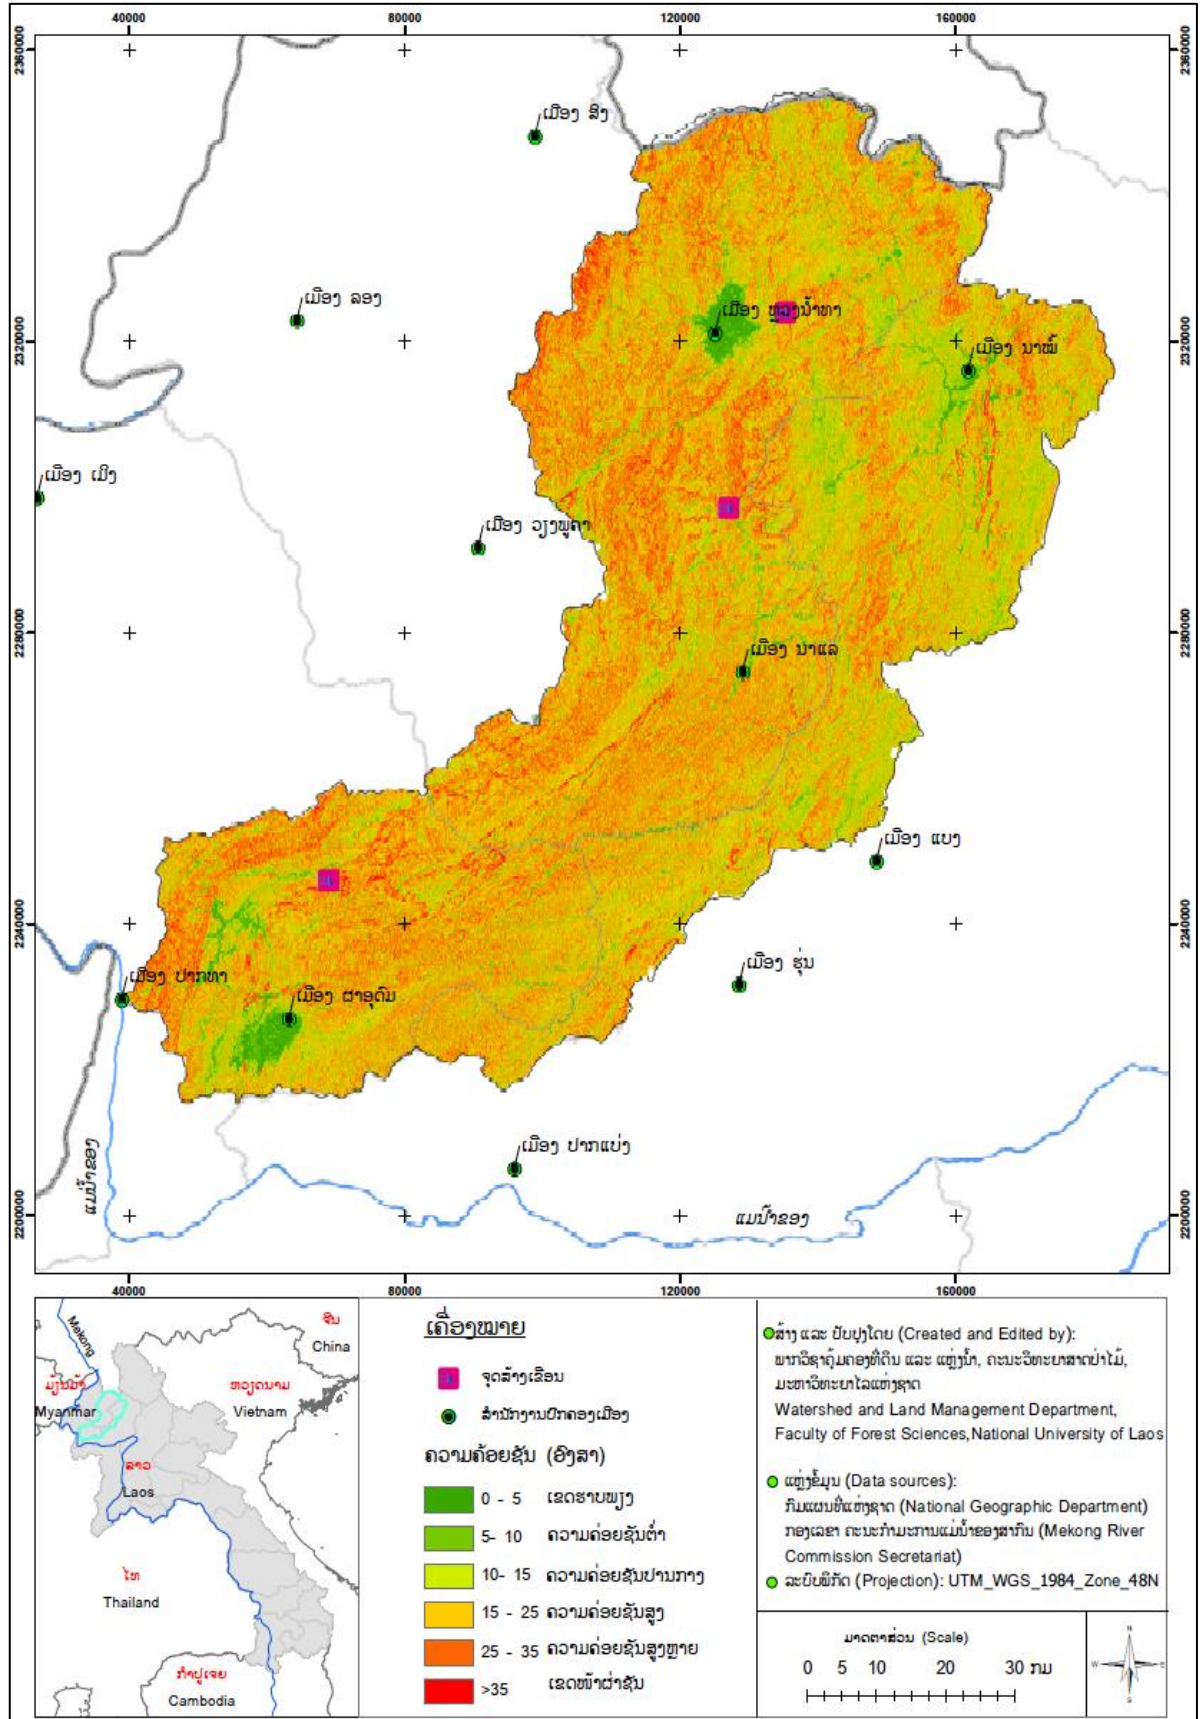 40000
80000
120000
160000
2360000
2360000
ເມືອງ ສິງ
ເມືອງ ລອງ
ເມືອງ ຫຼວງນ້ຳທາ
2320000
2320000
ເມືອງ ນາໝໍ້
ເມືອງ ເມິງ
ເມືອງ ວຽງພູຄາ
2280000
2280000
ເມືອງ ນາແລ
ເມືອງ ແບງ
2240000
2240000
ເມືອງ ຮຸ່ນ
ເມືອງ ປາກທາ
ເມືອງ ຜາອຸດົມ
ເມືອງ ປາກແບ່ງ
ແມ່ນ້ຳຂອງ
ແມ່ນ້ຳຂອງ
2200000
2200000
40000
80000
120000
160000
Mekong
ຈີນ
China
ມຽນມ້າ
Myanmar
ຫວຽດນາມ
Vietnam
ລາວ
Laos
ໄທ
Thailand
ກຳປູເຈຍ
Cambodia
ເຄື່ອງໝາຍ
ຈຸດສ້າງເຂື່ອນ
ສຳນັກງານປົກຄອງເມືອງ
ຄວາມຄ້ອຍຊັນ (ອົງສາ)
0 - 5 ເຂດຮາບພຽງ
5- 10 ຄວາມຄ່ອຍຊັນຕ່ຳ
10- 15 ຄວາມຄ່ອຍຊັນປານກາງ
15 - 25 ຄວາມຄ່ອຍຊັນສູງ
25 - 35 ຄວາມຄ່ອຍຊັນສູງຫຼາຍ
>35 ເຂດໜ້າຜ່າຊັນ
ສ້າງ ແລະ ປັບປຸງໂດຍ (Created and Edited by):
ພາກວິຊາຄຸ້ມຄອງທີ່ດິນ ແລະ ແຫຼ່ງນ້ຳ, ຄະນະວິທະຍາສາດປ່າໄມ້,
ມະຫາວິທະຍາໄລແຫ່ງຊາດ
Watershed and Land Management Department,
Faculty of Forest Sciences,National University of Laos
ແຫຼ່ງຂໍ້ມູນ (Data sources):
ກົມແຜນທີ່ແຫ່ງຊາດ (National Geographic Department)
ກອງເລຂາ ຄະນະກຳມະການແມ່ນ້ຳຂອງສາກົນ (Mekong River
Commission Secretariat)
ລະບົບພິກັດ (Projection): UTM_WGS_1984_Zone_48N
ມາດຕາສ່ວນ (Scale)
0 5 10 20 30 ກມ
N
W
E
S